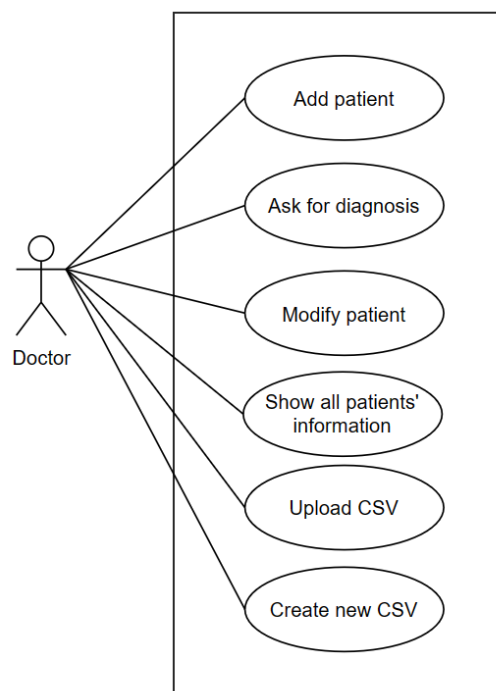 Add patient
Ask for diagnosis
Modify patient
Doctor
Show all patients'
information
Upload CSV
Create new CSV